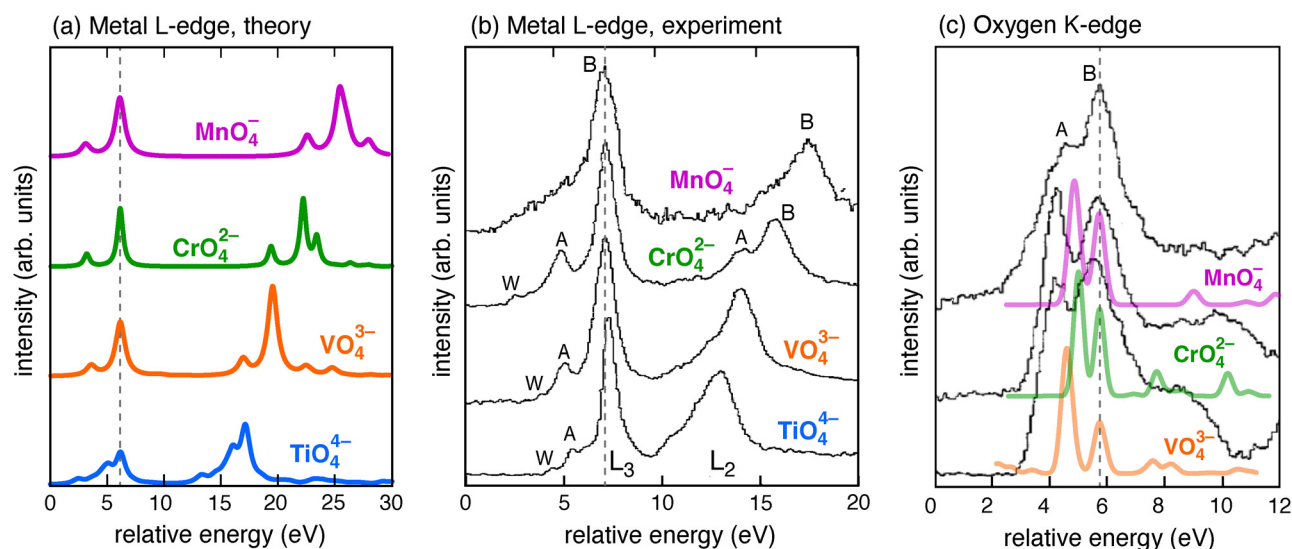 (a) Metal L-edge, theory
intensity (arb. units)
MnO₄⁻
CrO₄²⁻
VO₄³⁻
TiO₄⁴⁻
0 5 10 15 20 25 30
relative energy (eV)
(b) Metal L-edge, experiment
intensity (arb. units)
B
B
MnO₄⁻
W A A B
CrO₄²⁻
W A
VO₄³⁻
W A
TiO₄⁴⁻
L₃ L₂
0 5 10 15 20
relative energy (eV)
(c) Oxygen K-edge
intensity (arb. units)
A B
MnO₄⁻
CrO₄²⁻
VO₄³⁻
0 2 4 6 8 10 12
relative energy (eV)